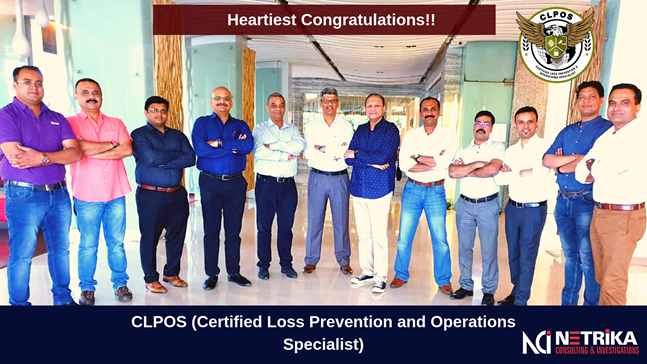 Heartiest Congratulations!!
CLPOS
CLPOS (Certified Loss Prevention and Operations
Specialist)
NETRIKA
CONSULTING & INVESTIGATIONS